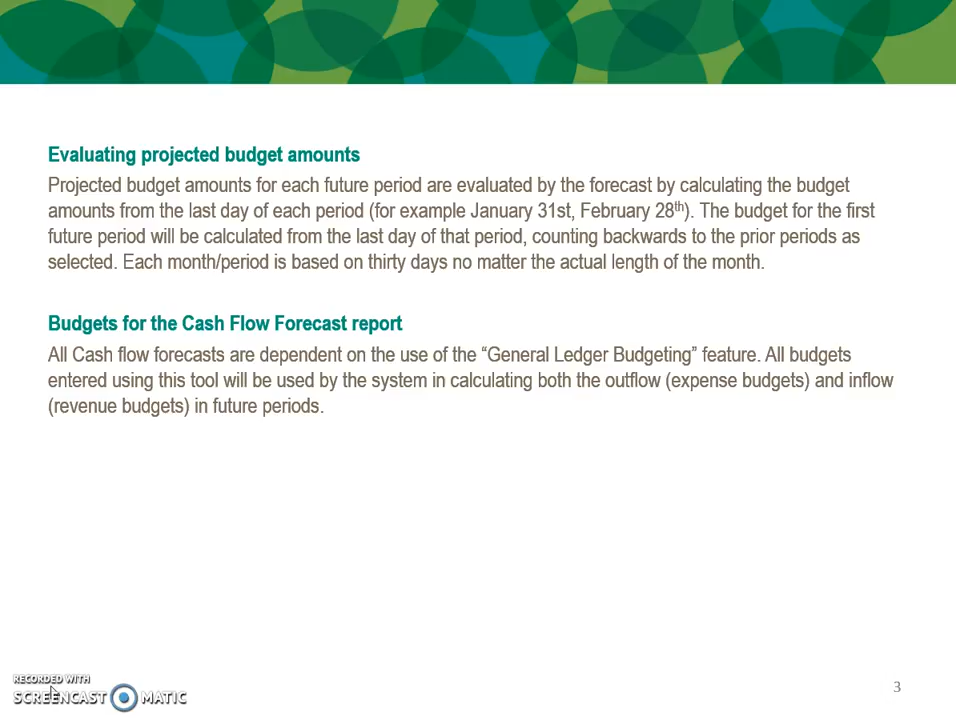 Evaluating projected budget amounts
Projected budget amounts for each future period are evaluated by the forecast by calculating the budget
amounts from the last day of each period (for example January 31st, February 28th). The budget for the first
future period will be calculated from the last day of that period, counting backwards to the prior periods as
selected. Each month/period is based on thirty days no matter the actual length of the month.
Budgets for the Cash Flow Forecast report
All Cash flow forecasts are dependent on the use of the “General Ledger Budgeting” feature. All budgets
entered using this tool will be used by the system in calculating both the outflow (expense budgets) and inflow
(revenue budgets) in future periods.
RECORDED WITH
SCREENCAST MATIC
3